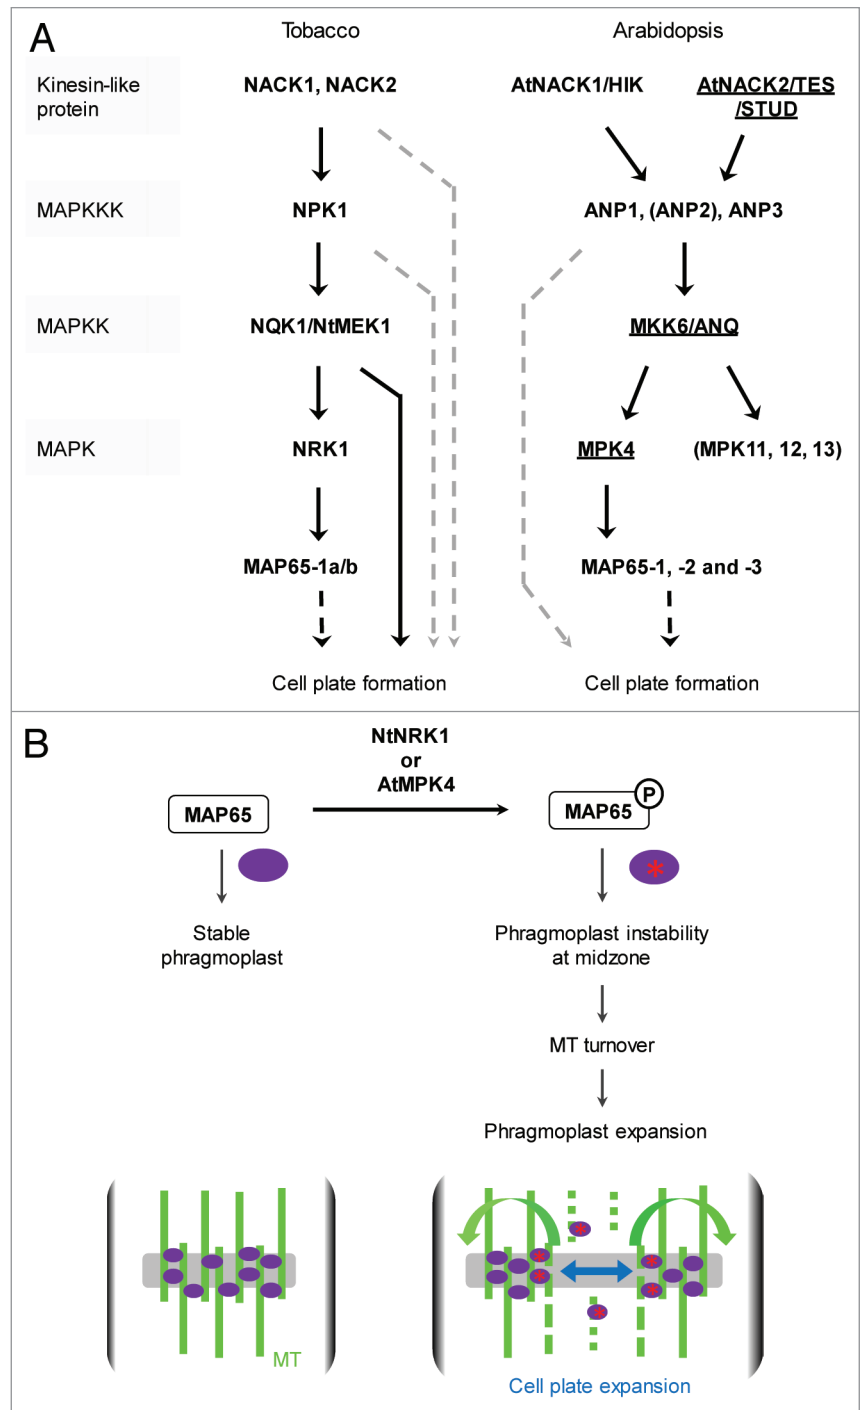 A
Tobacco
Arabidopsis
Kinesin-like
protein
NACK1, NACK2
AtNACK1/HIK
AtNACK2/TES
/STUD
MAPKKK
NPK1
ANP1, (ANP2), ANP3
MAPKK
NQK1/NtMEK1
MKK6/ANQ
MAPK
NRK1
MPK4
(MPK11, 12, 13)
MAP65-1a/b
MAP65-1, -2 and -3
Cell plate formation
Cell plate formation
B
NtNRK1
or
AtMPK4
MAP65
MAP65
P
*
Stable
phragmoplast
Phragmoplast instability
at midzone
MT turnover
Phragmoplast expansion
*
*
*
*
*
*
MT
Cell plate expansion